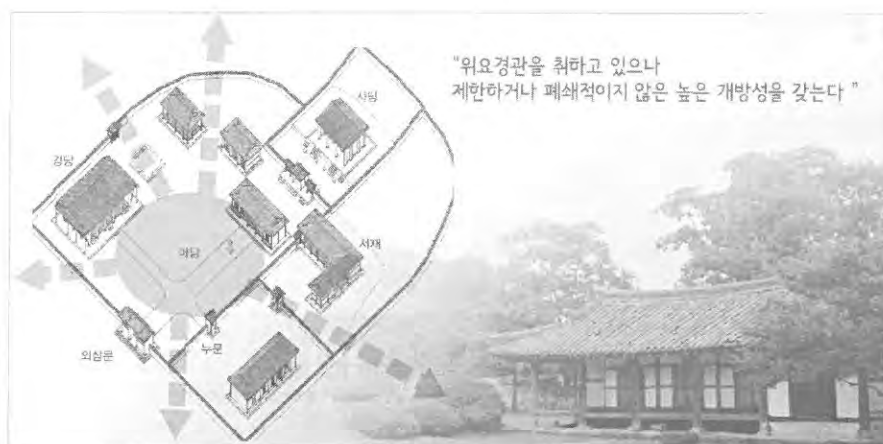 "위요경관을 취하고 있으나
제한하거나 폐쇄적이지 않은 높은 개방성을 갖는다 "
사당
강당
마당
서재
외삼문
누문